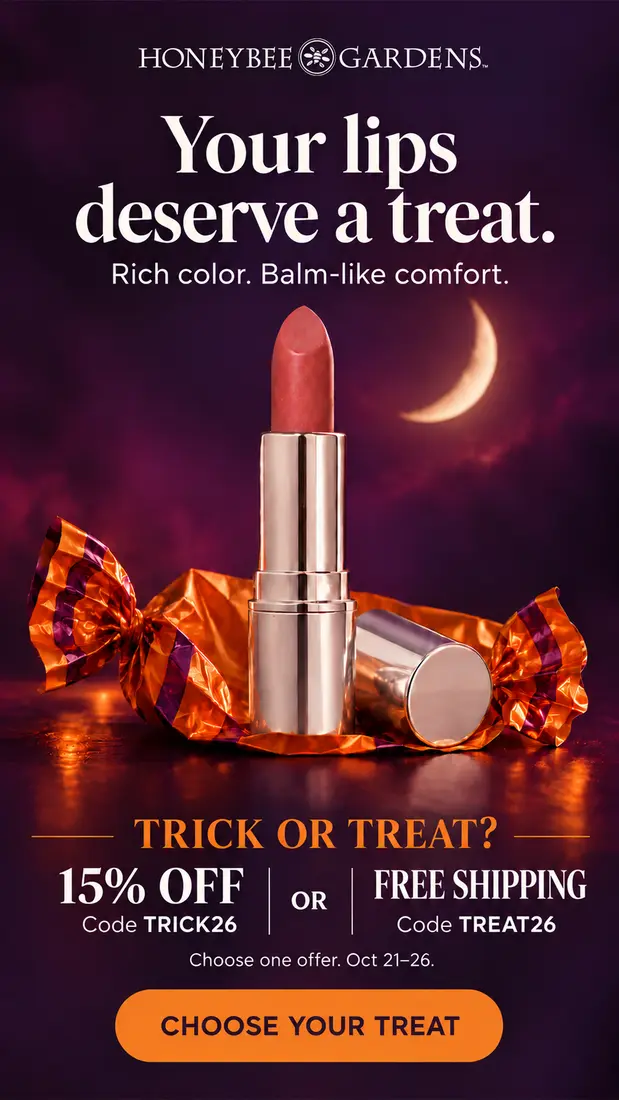 HONEYBEE GARDENS™
Your lips
deserve a treat.
Rich color. Balm-like comfort.
TRICK OR TREAT?
15% OFF
Code TRICK26
OR
FREE SHIPPING
Code TREAT26
Choose one offer. Oct 21–26.
CHOOSE YOUR TREAT